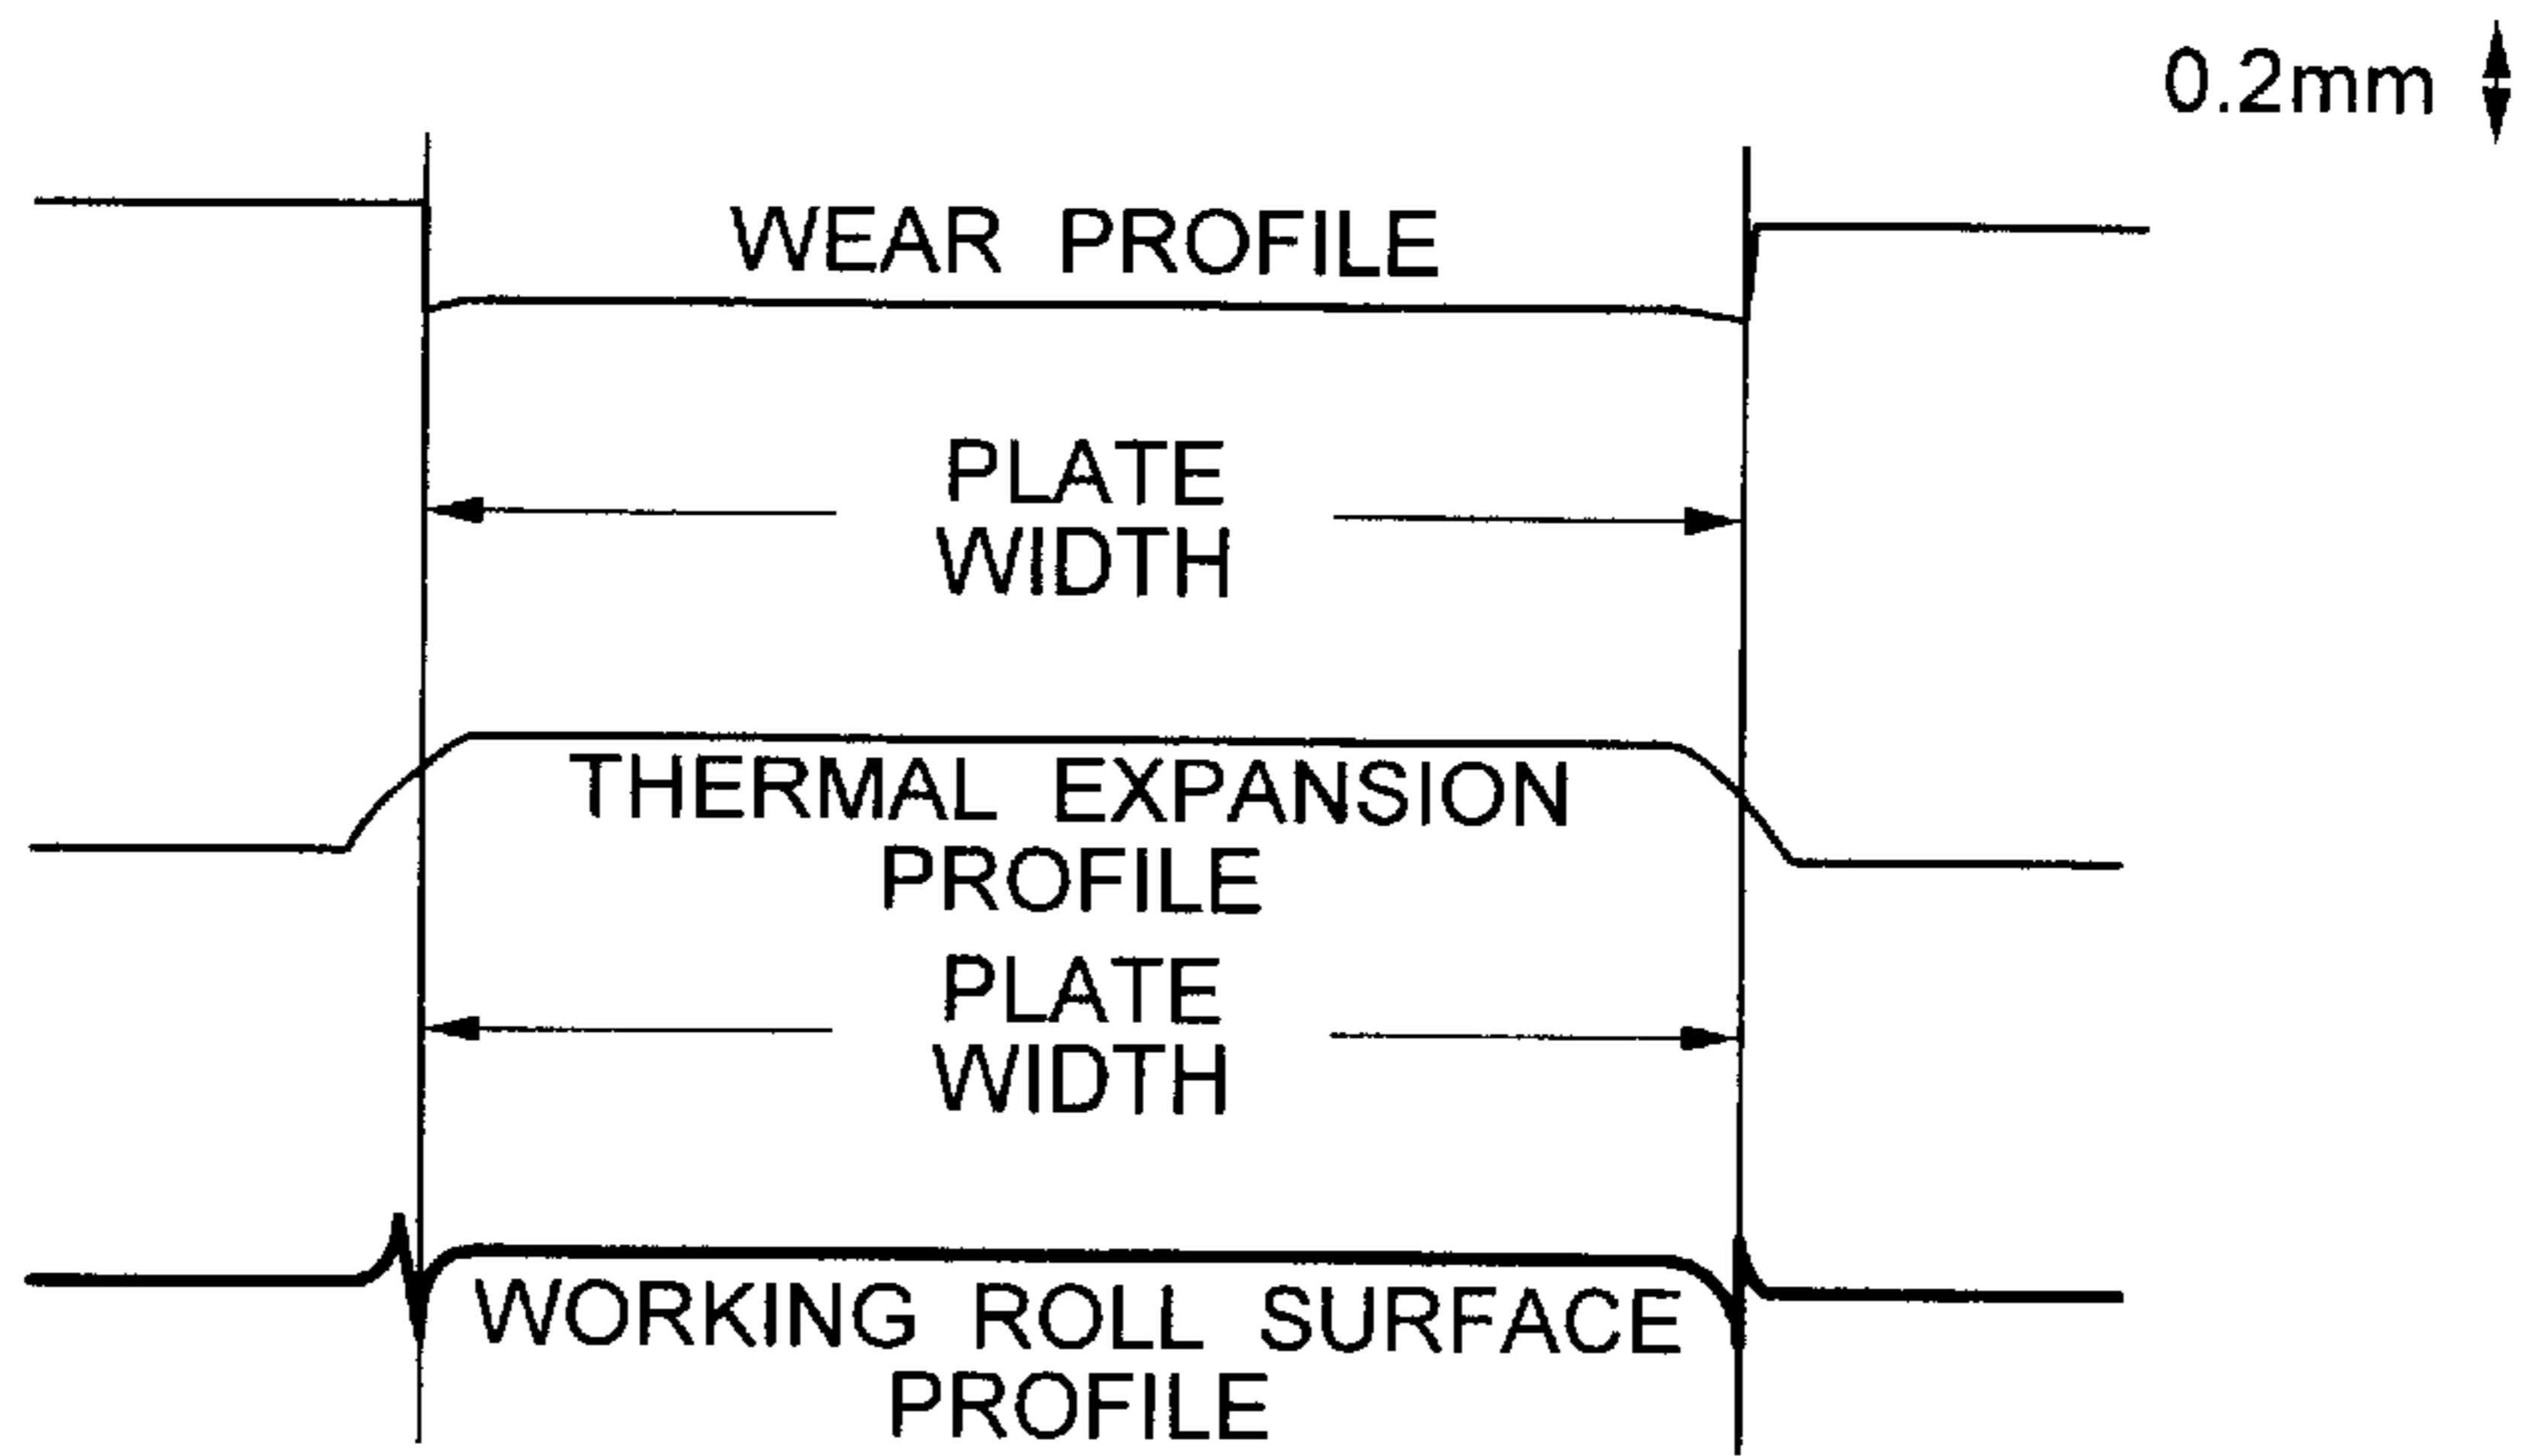 0.2mm
WEAR PROFILE
PLATE
WIDTH
THERMAL EXPANSION
PROFILE
PLATE
WIDTH
WORKING ROLL SURFACE
PROFILE